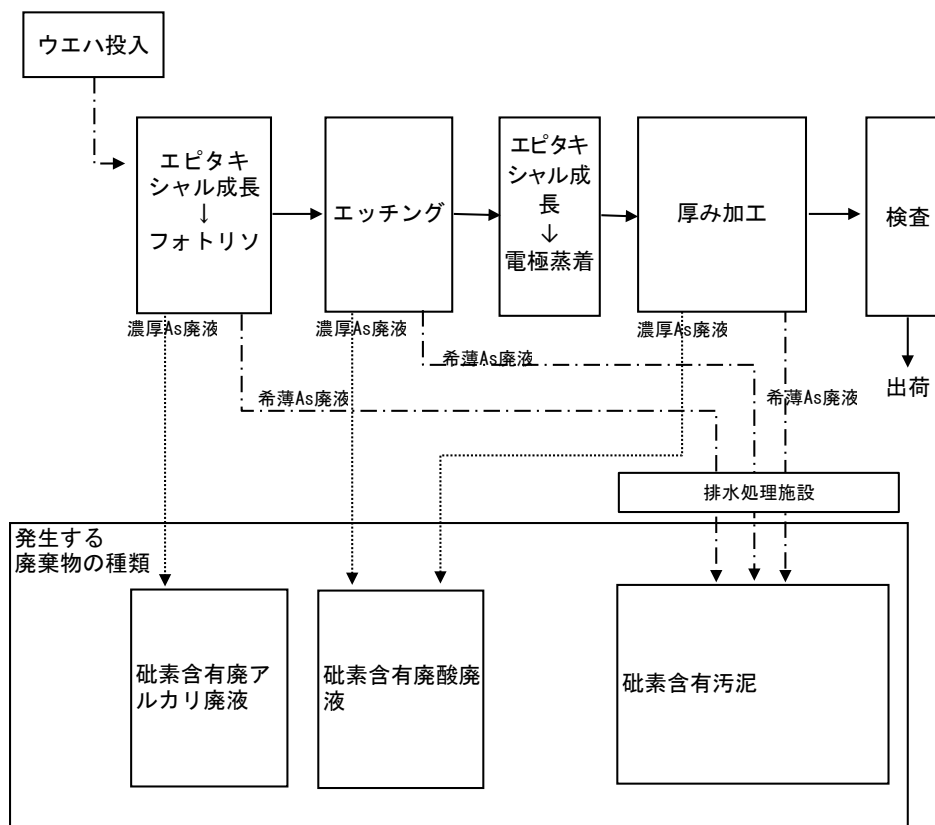 ウエハ投入
エピタキ
シャル成長
↓
フォトリソ
エッチング
エピタキ
シャル成
長
↓
電極蒸着
厚み加工
検査
濃厚As廃液
濃厚As廃液
濃厚As廃液
希薄As廃液
希薄As廃液
希薄As廃液
出荷
排水処理施設
発生する
廃棄物の種類
砒素含有廃ア
ルカリ廃液
砒素含有廃酸廃
液
砒素含有汚泥